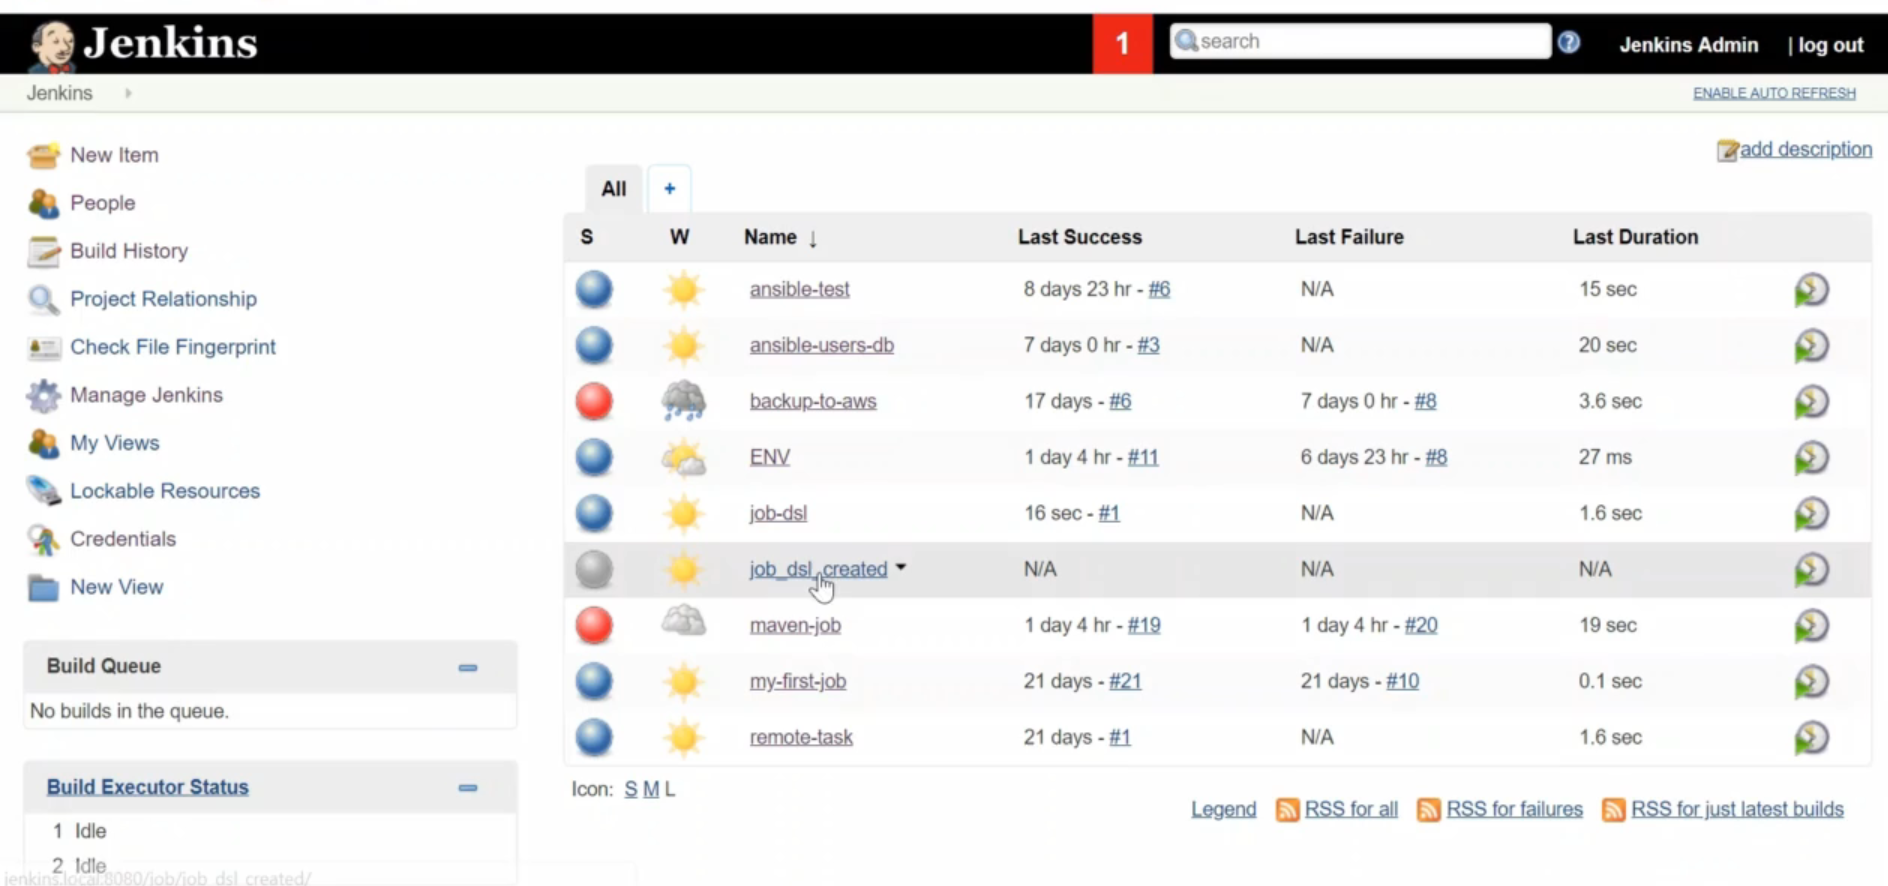 Jenkins
1
search
Jenkins Admin
| log out
Jenkins
ENABLE AUTO REFRESH
New Item
People
Build History
Project Relationship
Check File Fingerprint
Manage Jenkins
My Views
Lockable Resources
Credentials
New View
Build Queue
No builds in the queue.
Build Executor Status
1 Idle
2 Idle
add description
All +
S W Name ↓ Last Success Last Failure Last Duration
ansible-test 8 days 23 hr - #6 N/A 15 sec
ansible-users-db 7 days 0 hr - #3 N/A 20 sec
backup-to-aws 17 days - #6 7 days 0 hr - #8 3.6 sec
ENV 1 day 4 hr - #11 6 days 23 hr - #8 27 ms
job-dsl 16 sec - #1 N/A 1.6 sec
job_dsl_created N/A N/A N/A
maven-job 1 day 4 hr - #19 1 day 4 hr - #20 19 sec
my-first-job 21 days - #21 21 days - #10 0.1 sec
remote-task 21 days - #1 N/A 1.6 sec
Icon: S M L
Legend RSS for all RSS for failures RSS for just latest builds
jenkins.local:8080/job/job_dsl_created/